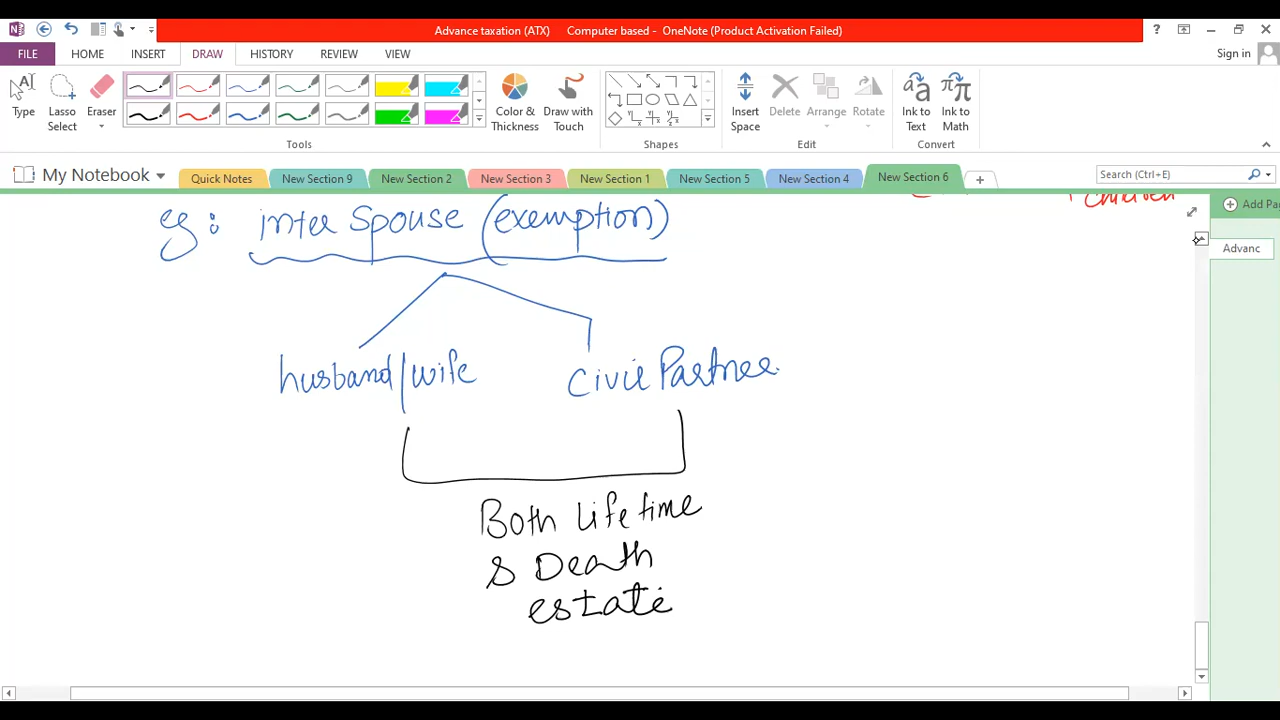 Advance taxation (ATX) Computer based - OneNote (Product Activation Failed)
FILE HOME INSERT DRAW HISTORY REVIEW VIEW Sign in
Type Lasso Select Eraser Color & Thickness Draw with Touch Insert Space Delete Arrange Rotate Ink to Text Ink to Math
Tools Shapes Edit Convert
My Notebook Quick Notes New Section 9 New Section 2 New Section 3 New Section 1 New Section 5 New Section 4 New Section 6 Search (Ctrl+E)
children
Add Pa
Advanc
eg: inter Spouse (exemption)
husband/wife civic Partner
Both lifetime
& Death
estate